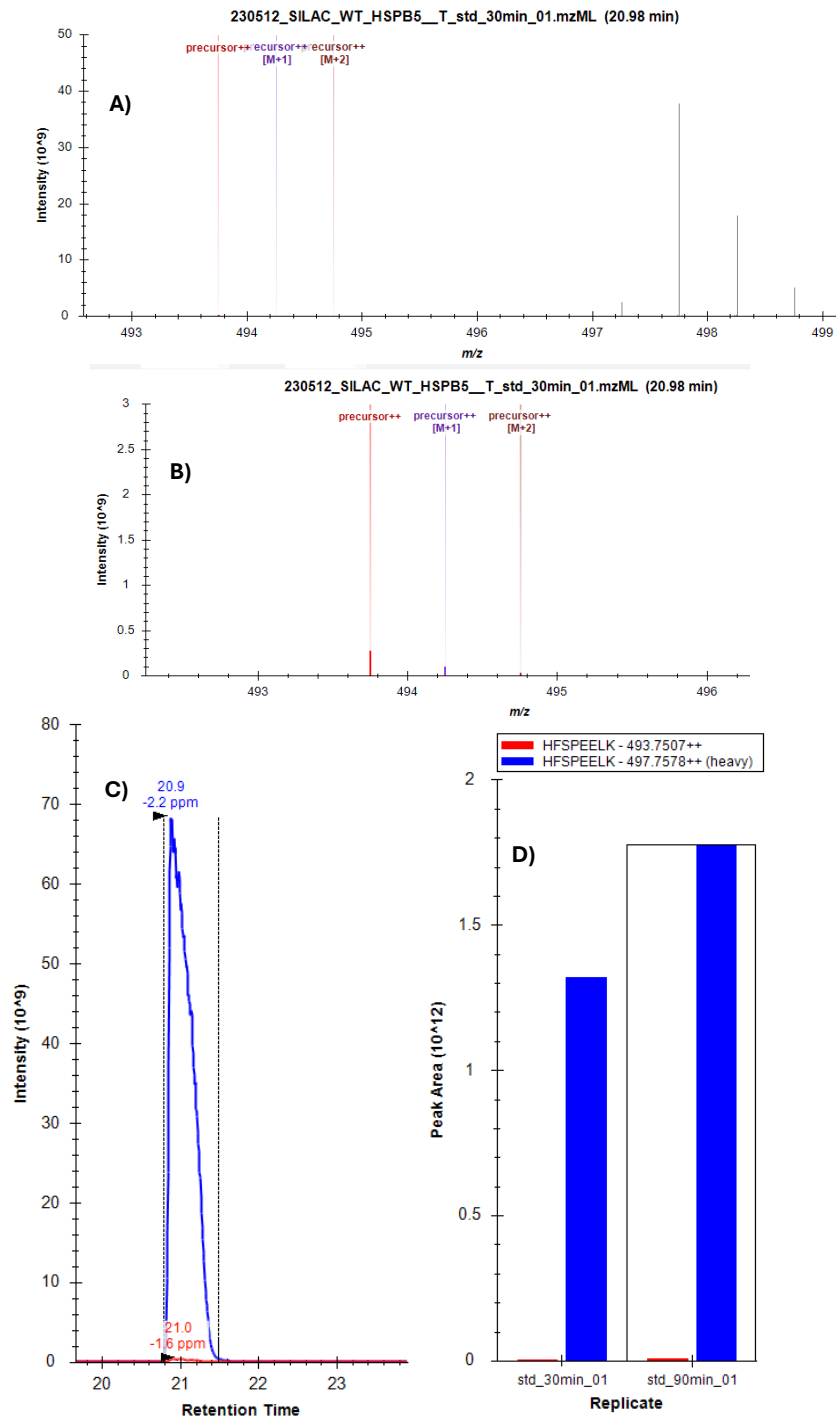 230512_SILAC_WT_HSPB5__T_std_30min_01.mzML (20.98 min)
50
precursor++ precursor++ precursor++
[M+1] [M+2]
A)
40
30
20
10
0
Intensity (10^9)
493 494 495 496 497 498 499
m/z
230512_SILAC_WT_HSPB5__T_std_30min_01.mzML (20.98 min)
3
precursor++ precursor++ precursor++
[M+1] [M+2]
B)
2.5
2
1.5
1
0.5
0
Intensity (10^9)
493 494 495 496
m/z
80
C)
20.9
-2.2 ppm
70
60
50
40
30
20
10
0
Intensity (10^9)
21.0
-1.6 ppm
20 21 22 23
Retention Time
HFSPEELK - 493.7507++
HFSPEELK - 497.7578++ (heavy)
2
D)
1.5
1
0.5
0
Peak Area (10^12)
std_30min_01 std_90min_01
Replicate